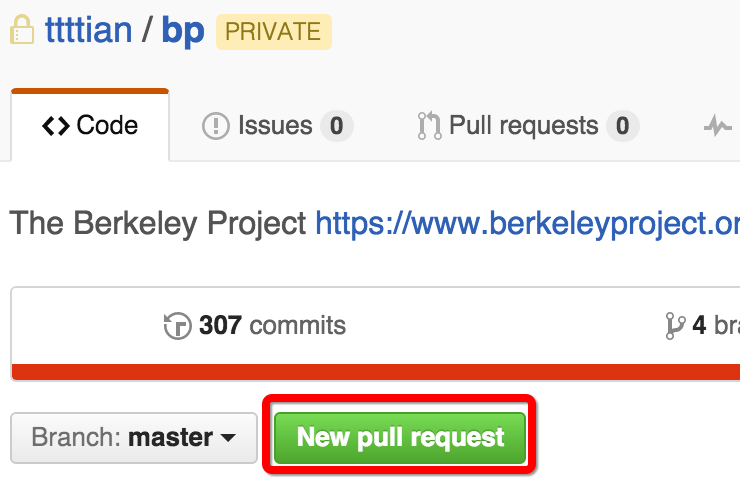 ttttian / bp PRIVATE
Code Issues 0 Pull requests 0
The Berkeley Project https://www.berkeleyproject.or
307 commits 4 bra
Branch: master New pull request